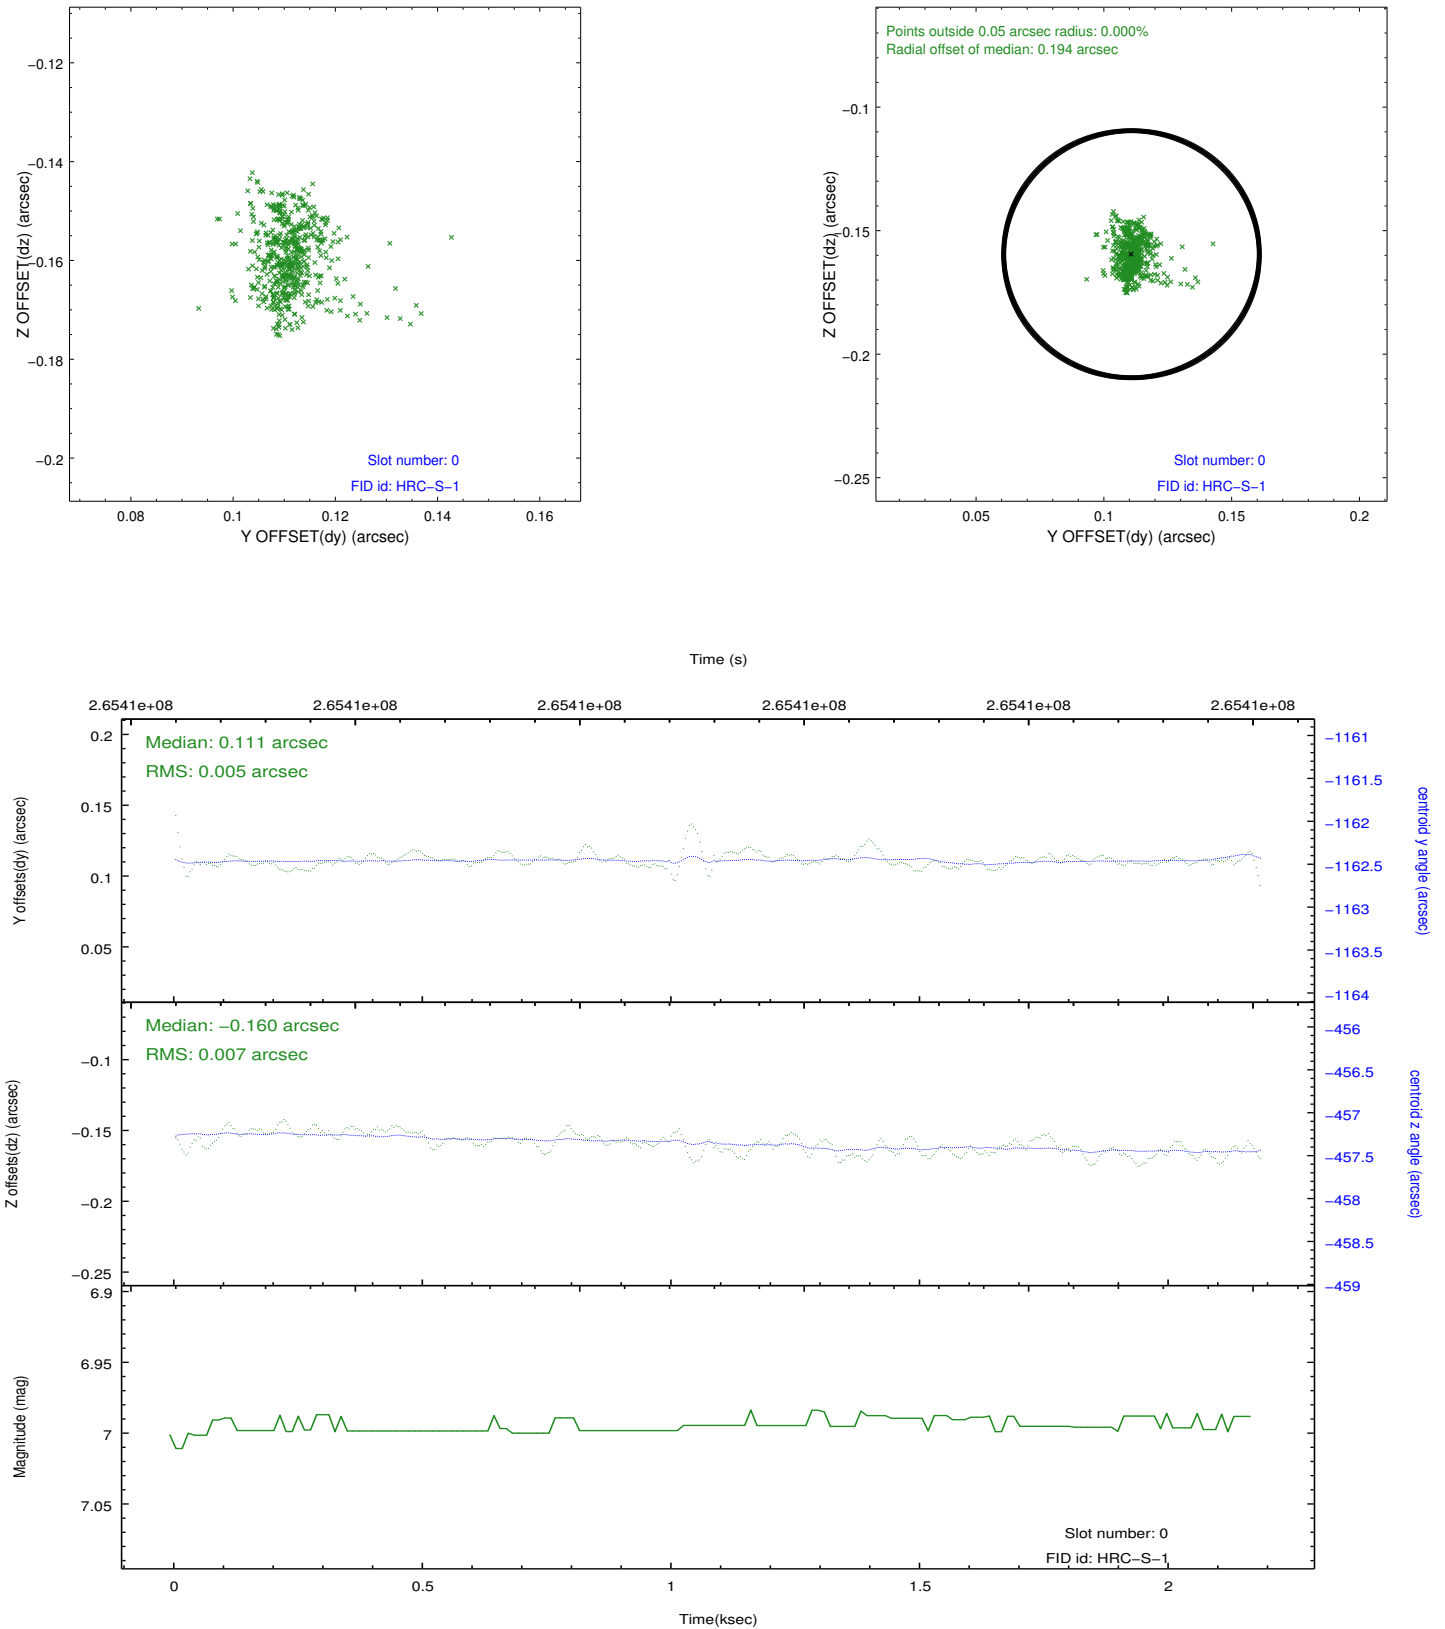 −0.12
−0.14
−0.16
−0.18
−0.2
Z OFFSET(dz) (arcsec)
Slot number: 0
FID id: HRC−S−1
0.08 0.1 0.12 0.14 0.16
Y OFFSET(dy) (arcsec)
Points outside 0.05 arcsec radius: 0.000%
Radial offset of median: 0.194 arcsec
−0.1
−0.15
−0.2
−0.25
Z OFFSET(dz) (arcsec)
Slot number: 0
FID id: HRC−S−1
0.05 0.1 0.15 0.2
Y OFFSET(dy) (arcsec)
Time (s)
2.6541e+08 2.6541e+08 2.6541e+08 2.6541e+08 2.6541e+08 2.6541e+08
Median: 0.111 arcsec
RMS: 0.005 arcsec
0.2
0.15
0.1
0.05
Y offsets(dy) (arcsec)
−1161
−1161.5
−1162
−1162.5
−1163
−1163.5
−1164
centroid y angle (arcsec)
Median: −0.160 arcsec
RMS: 0.007 arcsec
−0.1
−0.15
−0.2
−0.25
Z offsets(dz) (arcsec)
−456
−456.5
−457
−457.5
−458
−458.5
−459
centroid z angle (arcsec)
6.9
6.95
7
7.05
Magnitude (mag)
Slot number: 0
FID id: HRC−S−1
0 0.5 1 1.5 2
Time(ksec)